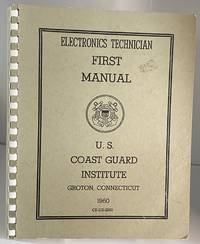 ELECTRONICS TECHNICIAN
FIRST
MANUAL
U. S.
COAST GUARD
INSTITUTE
GROTON, CONNECTICUT
1960